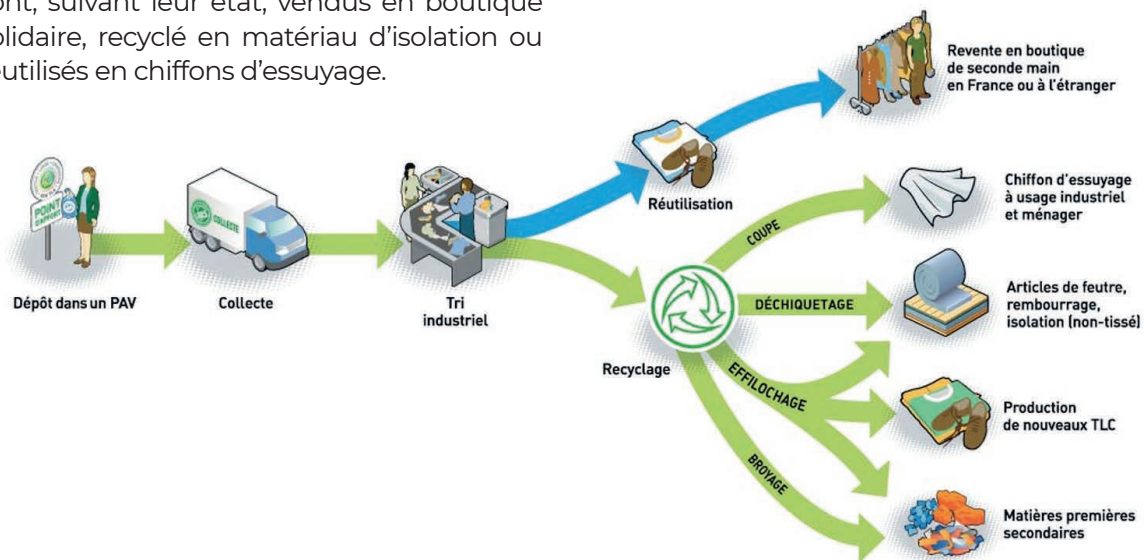 ont, suivant leur état, vendus en boutique
olidaire, recyclé en matériau d'isolation ou
éutilisés en chiffons d'essuyage.
Revente en boutique
de seconde main
en France ou à l'étranger
POINT
D'APPORT
COLLECTE
Réutilisation
Chiffon d'essuyage
à usage industriel
et ménager
COUPE
Dépôt dans un PAV
Collecte
Tri
industriel
DÉCHIQUETAGE
Articles de feutre,
rembourrage,
isolation (non-tissé)
Recyclage
EFFILOCHAGE
Production
de nouveaux TLC
BROYAGE
Matières premières
secondaires